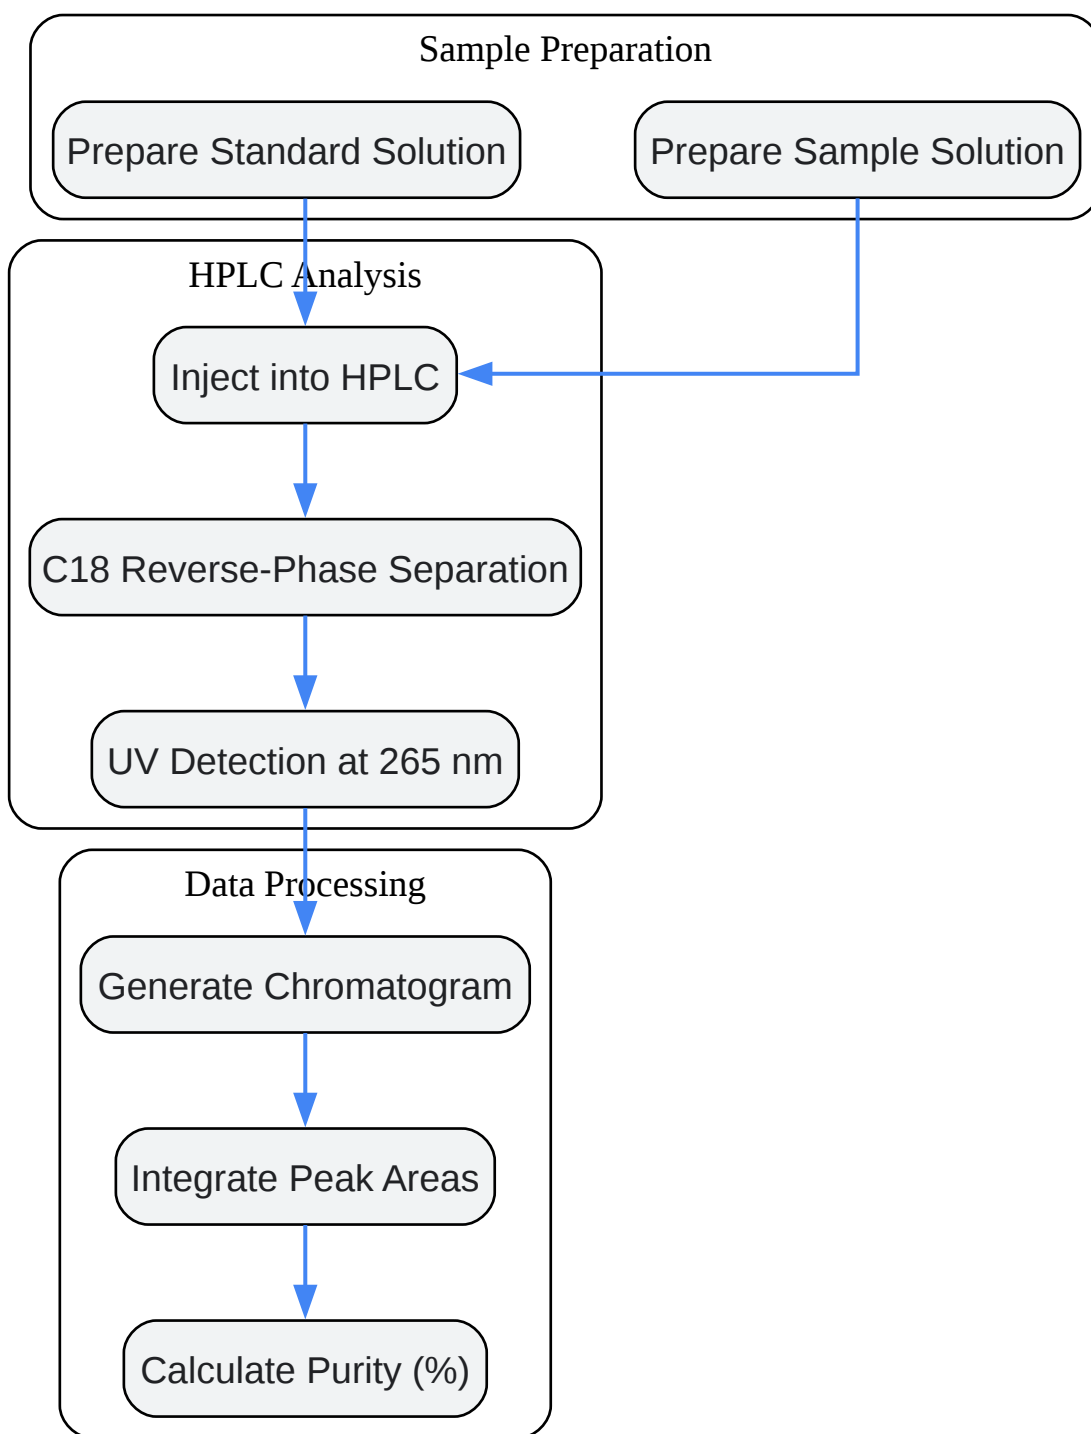 Sample Preparation
Prepare Standard Solution
Prepare Sample Solution
HPLC Analysis
Inject into HPLC
C18 Reverse-Phase Separation
UV Detection at 265 nm
Data Processing
Generate Chromatogram
Integrate Peak Areas
Calculate Purity (%)